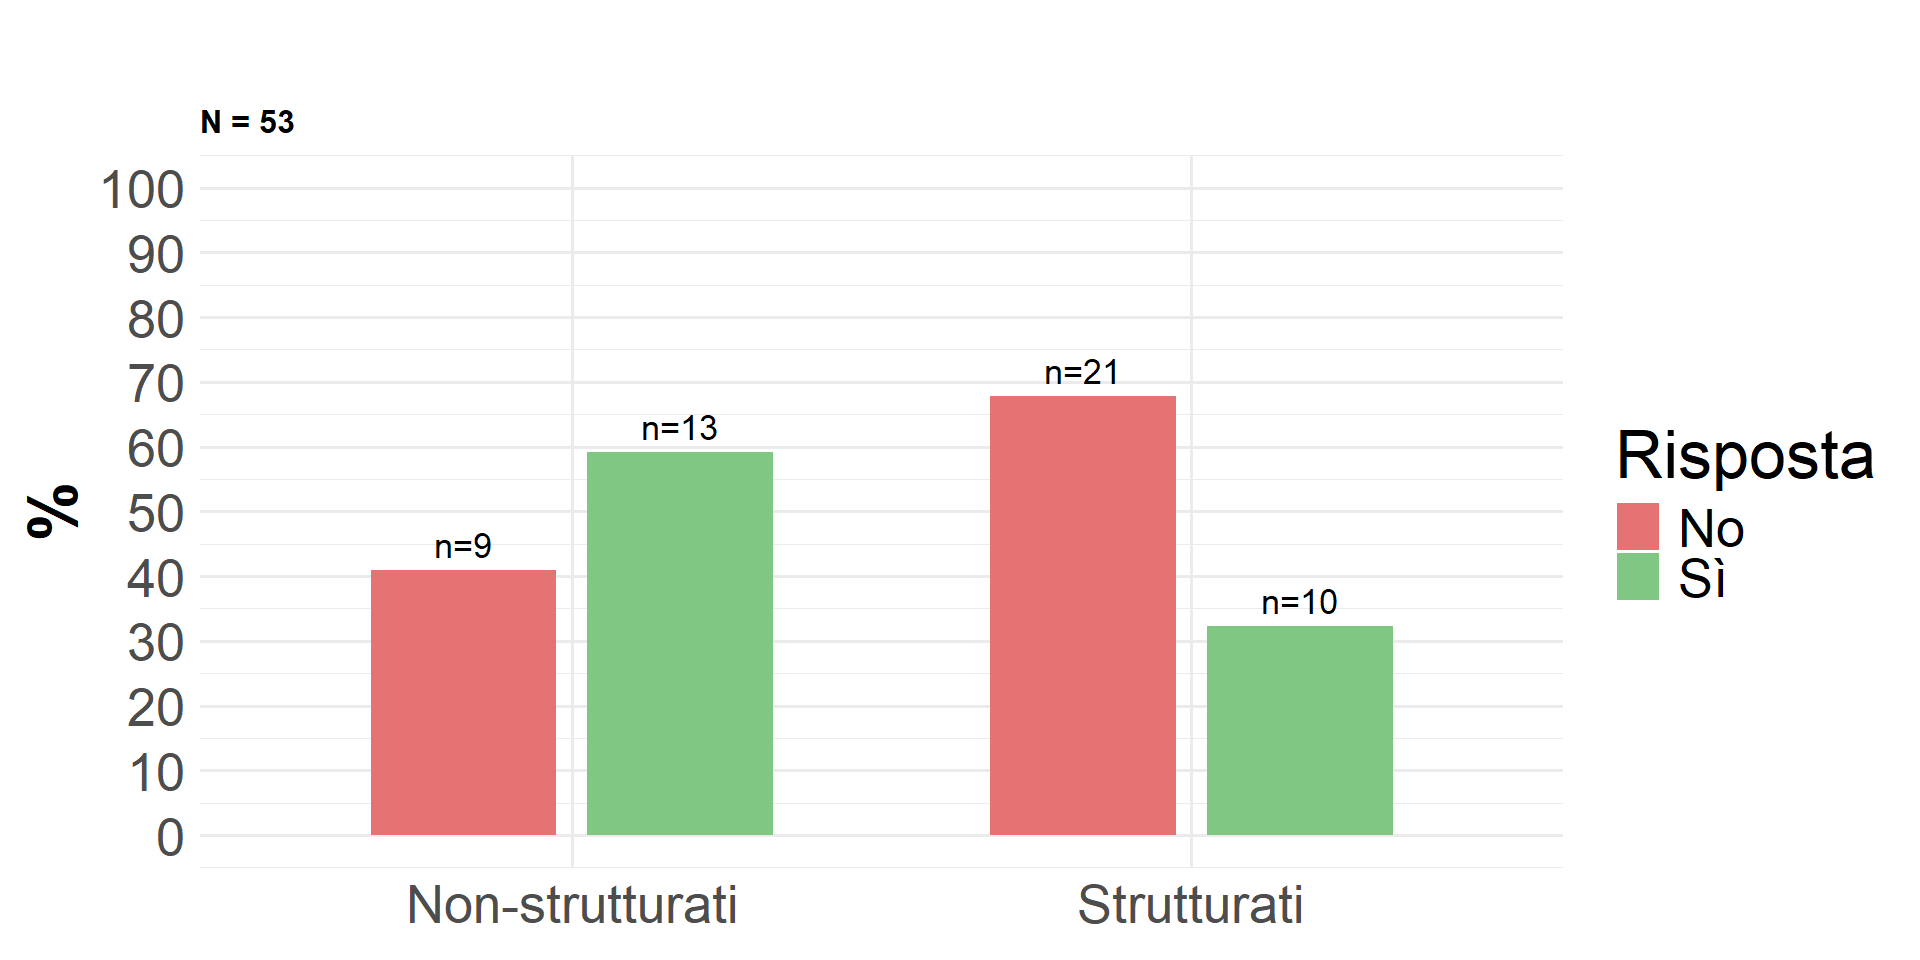 N = 53
%
100
90
80
70
60
50
40
30
20
10
0
n=9
n=13
n=21
n=10
Non-strutturati
Strutturati
Risposta
No
Sì